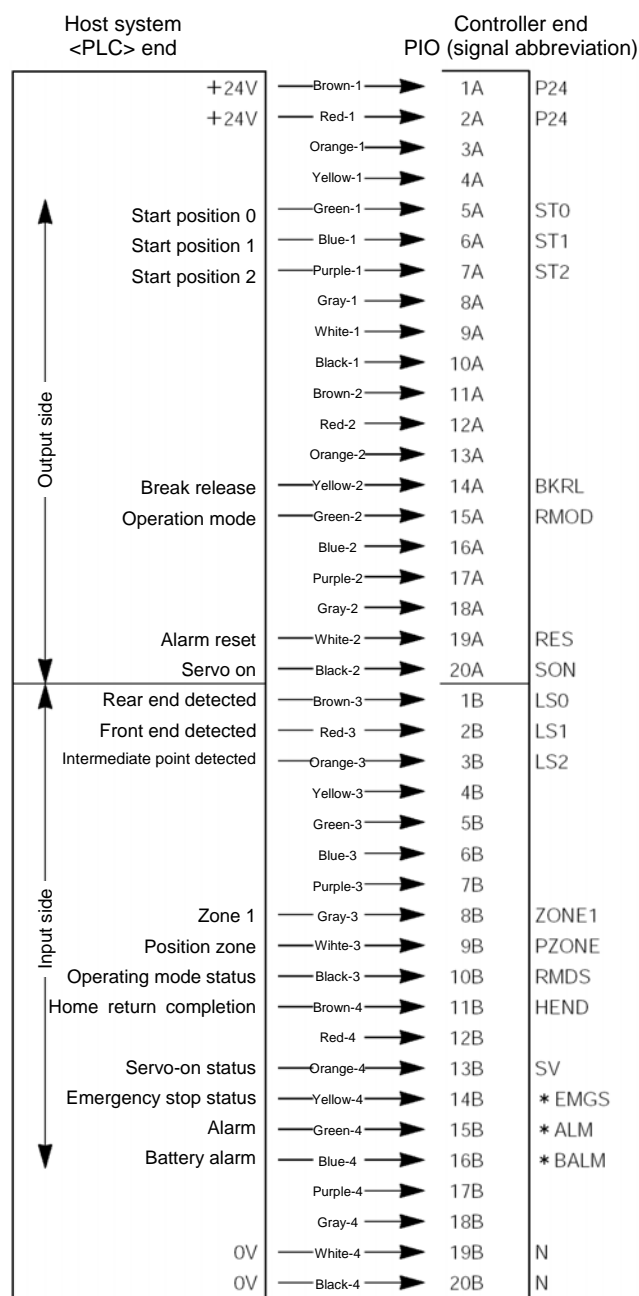 Host system
<PLC> end
Controller end
PIO (signal abbreviation)
+24V Brown-1 1A P24
+24V Red-1 2A P24
Orange-1 3A
Yellow-1 4A
Start position 0 Green-1 5A ST0
Start position 1 Blue-1 6A ST1
Start position 2 Purple-1 7A ST2
Gray-1 8A
White-1 9A
Black-1 10A
Brown-2 11A
Red-2 12A
Orange-2 13A
Output side
Break release Yellow-2 14A BKRL
Operation mode Green-2 15A RMOD
Blue-2 16A
Purple-2 17A
Gray-2 18A
Alarm reset White-2 19A RES
Servo on Black-2 20A SON
Rear end detected Brown-3 1B LS0
Front end detected Red-3 2B LS1
Intermediate point detected Orange-3 3B LS2
Yellow-3 4B
Green-3 5B
Blue-3 6B
Purple-3 7B
Input side
Zone 1 Gray-3 8B ZONE1
Position zone Wihte-3 9B PZONE
Operating mode status Black-3 10B RMDS
Home return completion Brown-4 11B HEND
Red-4 12B
Servo-on status Orange-4 13B SV
Emergency stop status Yellow-4 14B *EMGS
Alarm Green-4 15B *ALM
Battery alarm Blue-4 16B *BALM
Purple-4 17B
Gray-4 18B
0V White-4 19B N
0V Black-4 20B N